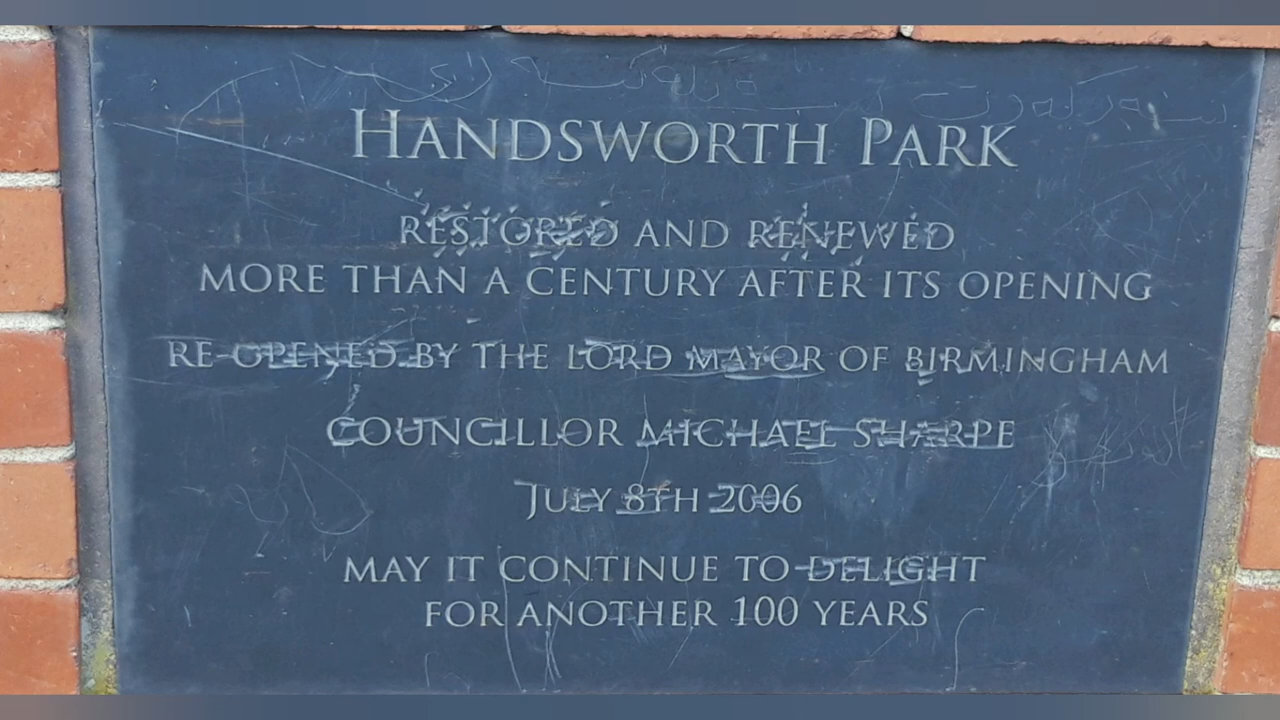 HANDSWORTH PARK
RESTORED AND RENEWED
MORE THAN A CENTURY AFTER ITS OPENING
RE-OPENED BY THE LORD MAYOR OF BIRMINGHAM
COUNCILLOR MICHAEL SHARPE
JULY 8TH 2006
MAY IT CONTINUE TO DELIGHT
FOR ANOTHER 100 YEARS